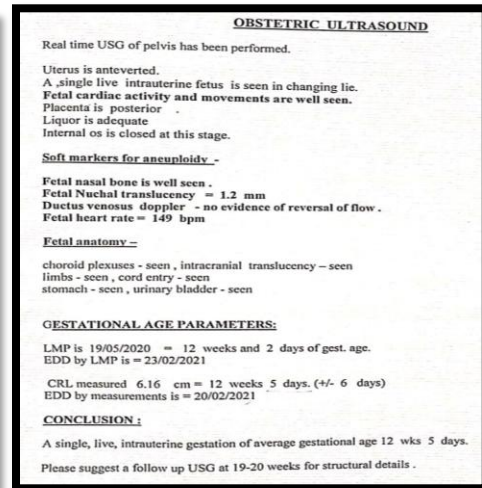 OBSTETRIC ULTRASOUND
Real time USG of pelvis has been performed.
Uterus is anteverted.
A ,single live intrauterine fetus is seen in changing lie.
Fetal cardiac activity and movements are well seen.
Placenta is posterior .
Liquor is adequate
Internal os is closed at this stage.
Soft markers for aneuploidy -
Fetal nasal bone is well seen .
Fetal Nuchal translucency = 1.2 mm
Ductus venosus doppler - no evidence of reversal of flow .
Fetal heart rate = 149 bpm
Fetal anatomy –
choroid plexuses - seen , intracranial translucency – seen
limbs - seen , cord entry - seen
stomach - seen , urinary bladder - seen
GESTATIONAL AGE PARAMETERS:
LMP is 19/05/2020 = 12 weeks and 2 days of gest. age.
EDD by LMP is = 23/02/2021
CRL measured 6.16 cm = 12 weeks 5 days. (+/- 6 days)
EDD by measurements is = 20/02/2021
CONCLUSION :
A single, live, intrauterine gestation of average gestational age 12 wks 5 days.
Please suggest a follow up USG at 19-20 weeks for structural details .